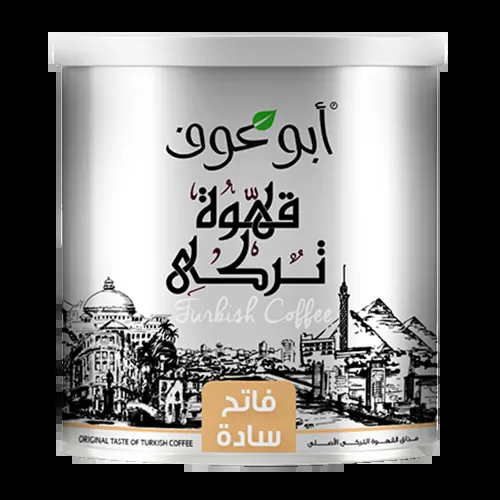 أبو عوف®
قهوة
تركي
Turkish Coffee
فاتح
سادة
ORIGINAL TASTE OF TURKISH COFFEE
مذاق القهوة التركي الأصلي